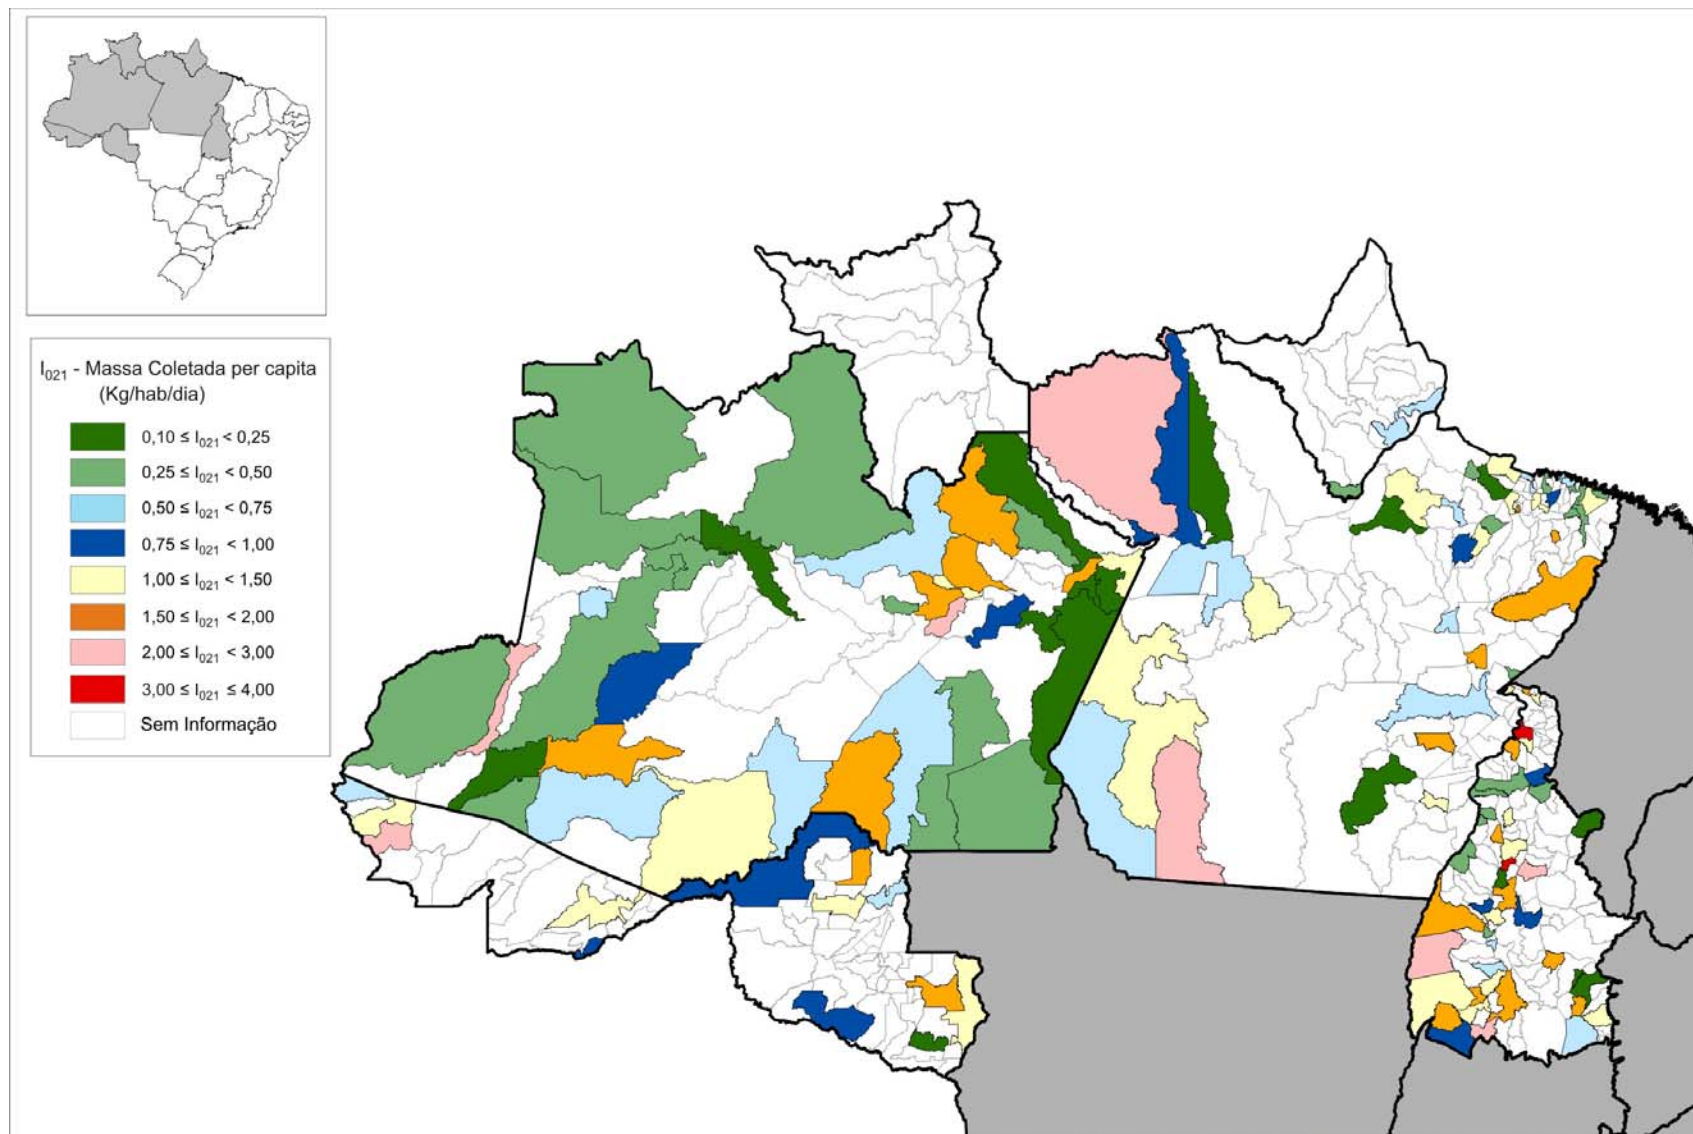 I₀₂₁ - Massa Coletada per capita
(Kg/hab/dia)
0,10 ≤ I₀₂₁ < 0,25
0,25 ≤ I₀₂₁ < 0,50
0,50 ≤ I₀₂₁ < 0,75
0,75 ≤ I₀₂₁ < 1,00
1,00 ≤ I₀₂₁ < 1,50
1,50 ≤ I₀₂₁ < 2,00
2,00 ≤ I₀₂₁ < 3,00
3,00 ≤ I₀₂₁ ≤ 4,00
Sem Informação